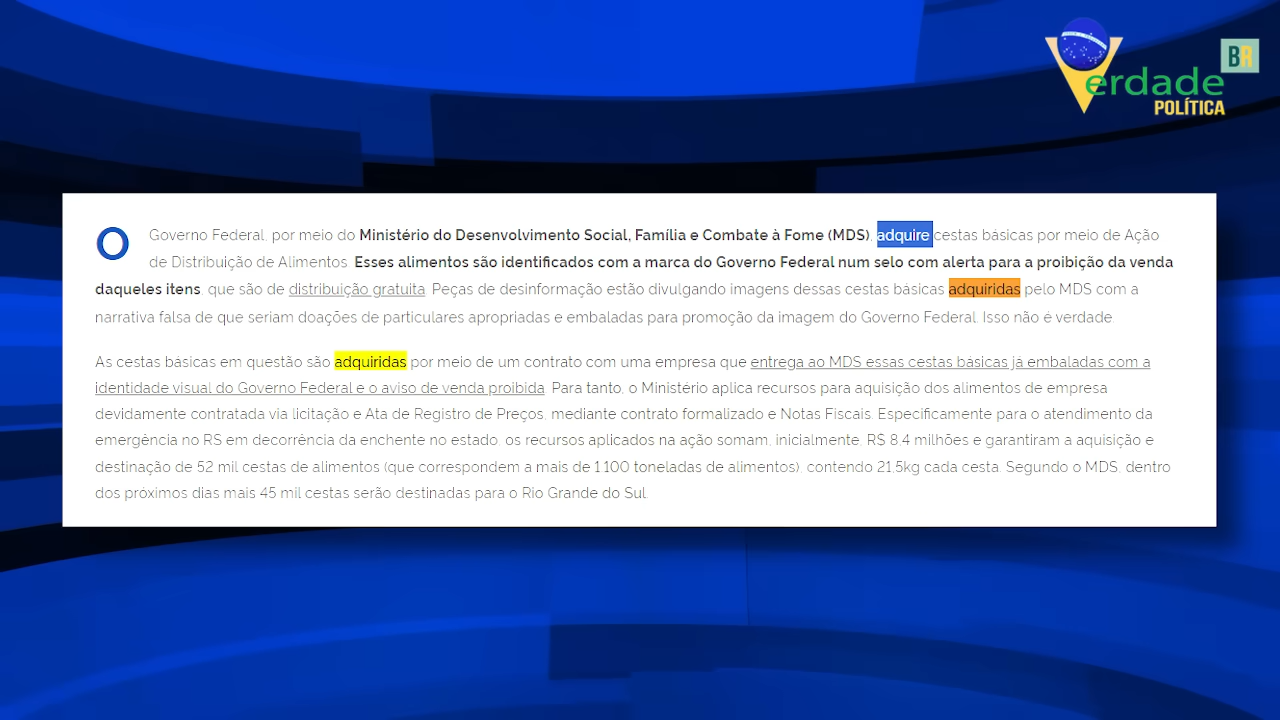 BR
Verdade
POLÍTICA
O Governo Federal, por meio do Ministério do Desenvolvimento Social, Família e Combate à Fome (MDS), adquire cestas básicas por meio de Ação
de Distribuição de Alimentos. Esses alimentos são identificados com a marca do Governo Federal num selo com alerta para a proibição da venda
daqueles itens, que são de distribuição gratuita. Peças de desinformação estão divulgando imagens dessas cestas básicas adquiridas pelo MDS com a
narrativa falsa de que seriam doações de particulares apropriadas e embaladas para promoção da imagem do Governo Federal. Isso não é verdade.
As cestas básicas em questão são adquiridas por meio de um contrato com uma empresa que entrega ao MDS essas cestas básicas já embaladas com a
identidade visual do Governo Federal e o aviso de venda proibida. Para tanto, o Ministério aplica recursos para aquisição dos alimentos de empresa
devidamente contratada via licitação e Ata de Registro de Preços, mediante contrato formalizado e Notas Fiscais. Especificamente para o atendimento da
emergência no RS em decorrência da enchente no estado, os recursos aplicados na ação somam, inicialmente, R$ 8,4 milhões e garantiram a aquisição e
destinação de 52 mil cestas de alimentos (que correspondem a mais de 1.100 toneladas de alimentos), contendo 21,5kg cada cesta. Segundo o MDS, dentro
dos próximos dias mais 45 mil cestas serão destinadas para o Rio Grande do Sul.